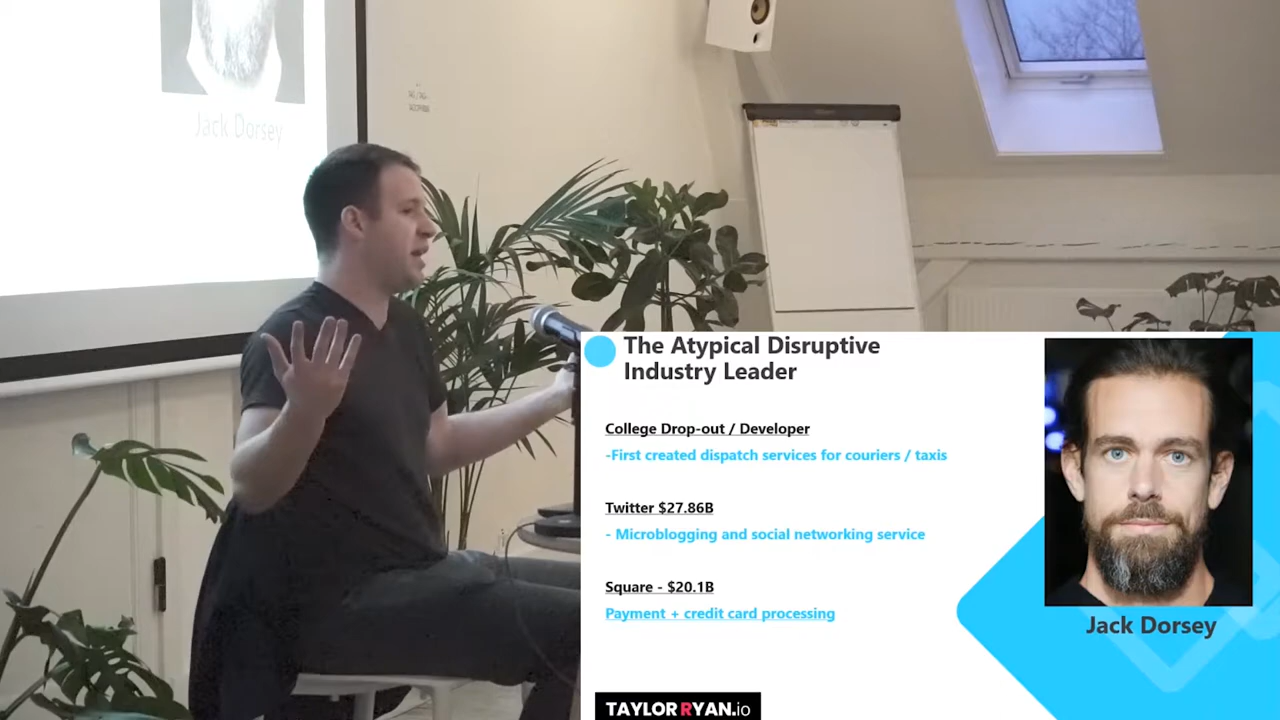 Jack Dorsey
The Atypical Disruptive
Industry Leader
College Drop-out / Developer
-First created dispatch services for couriers / taxis
Twitter $27.86B
- Microblogging and social networking service
Square - $20.1B
Payment + credit card processing
Jack Dorsey
TAYLOR RYAN.io